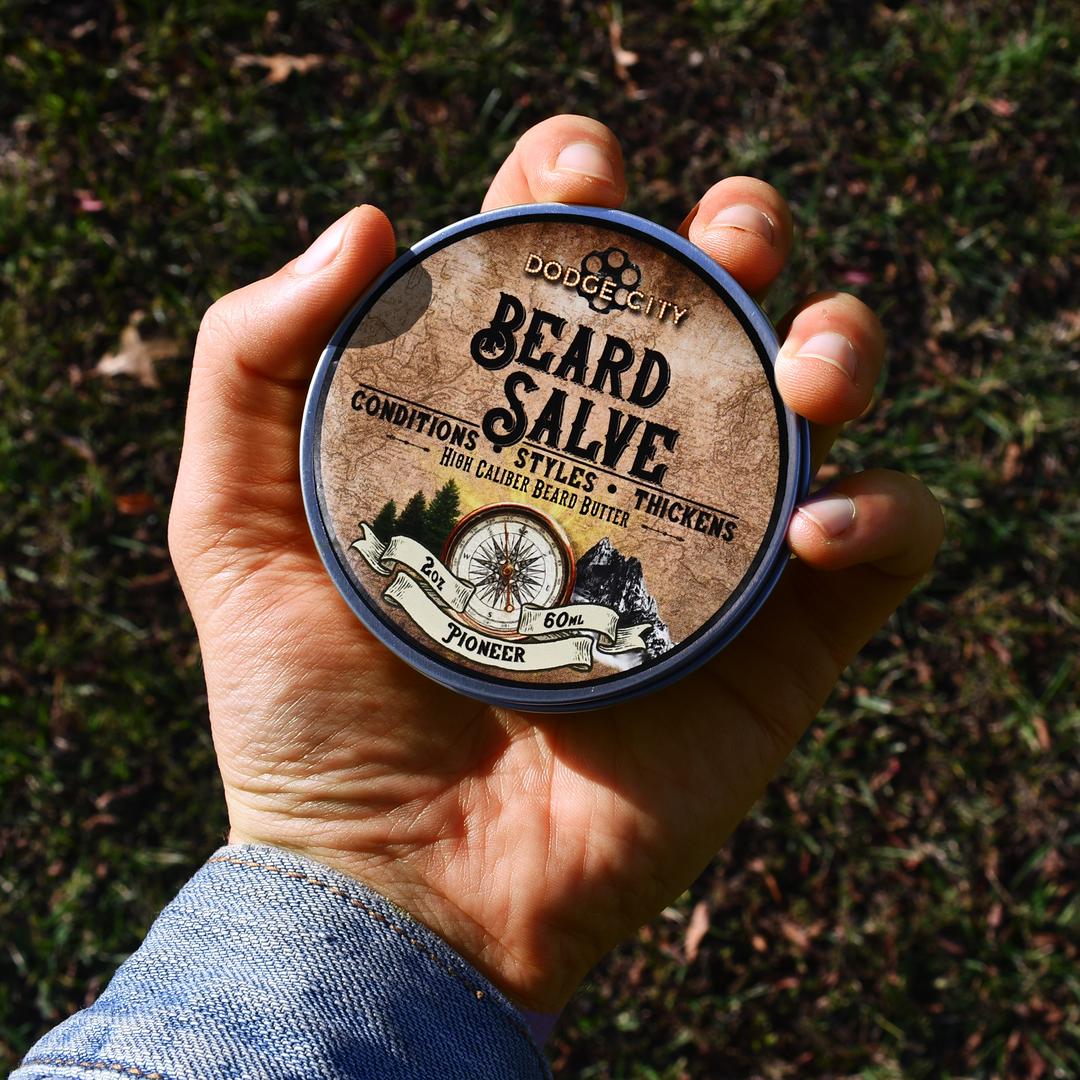 DODGE CITY
BEARD
SALVE
CONDITIONS • STYLES • THICKENS
HIGH CALIBER BEARD BUTTER
2oz 60ML
PIONEER